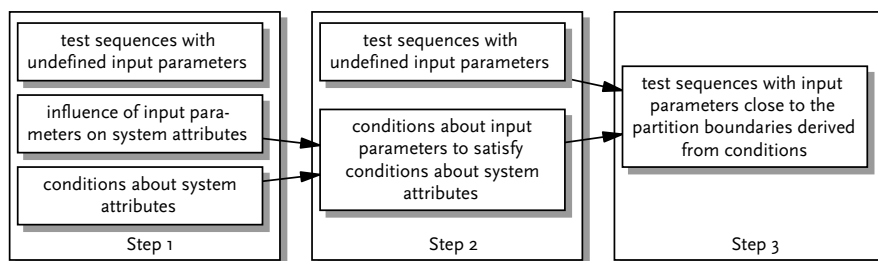 test sequences with
undefined input parameters
influence of input para-
meters on system attributes
conditions about system
attributes
Step 1
test sequences with
undefined input parameters
conditions about input
parameters to satisfy
conditions about system
attributes
Step 2
test sequences with input
parameters close to the
partition boundaries derived
from conditions
Step 3